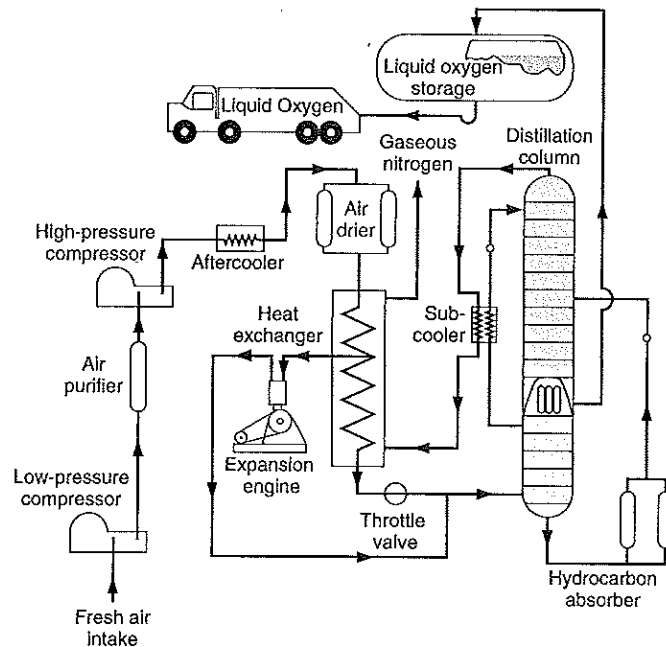 Liquid oxygen
storage
Liquid Oxygen
Gaseous
nitrogen
Distillation
column
Air
drier
High-pressure
compressor
Aftercooler
Heat
exchanger
Sub-
cooler
Air
purifier
Expansion
engine
Low-pressure
compressor
Throttle
valve
Hydrocarbon
absorber
Fresh air
intake